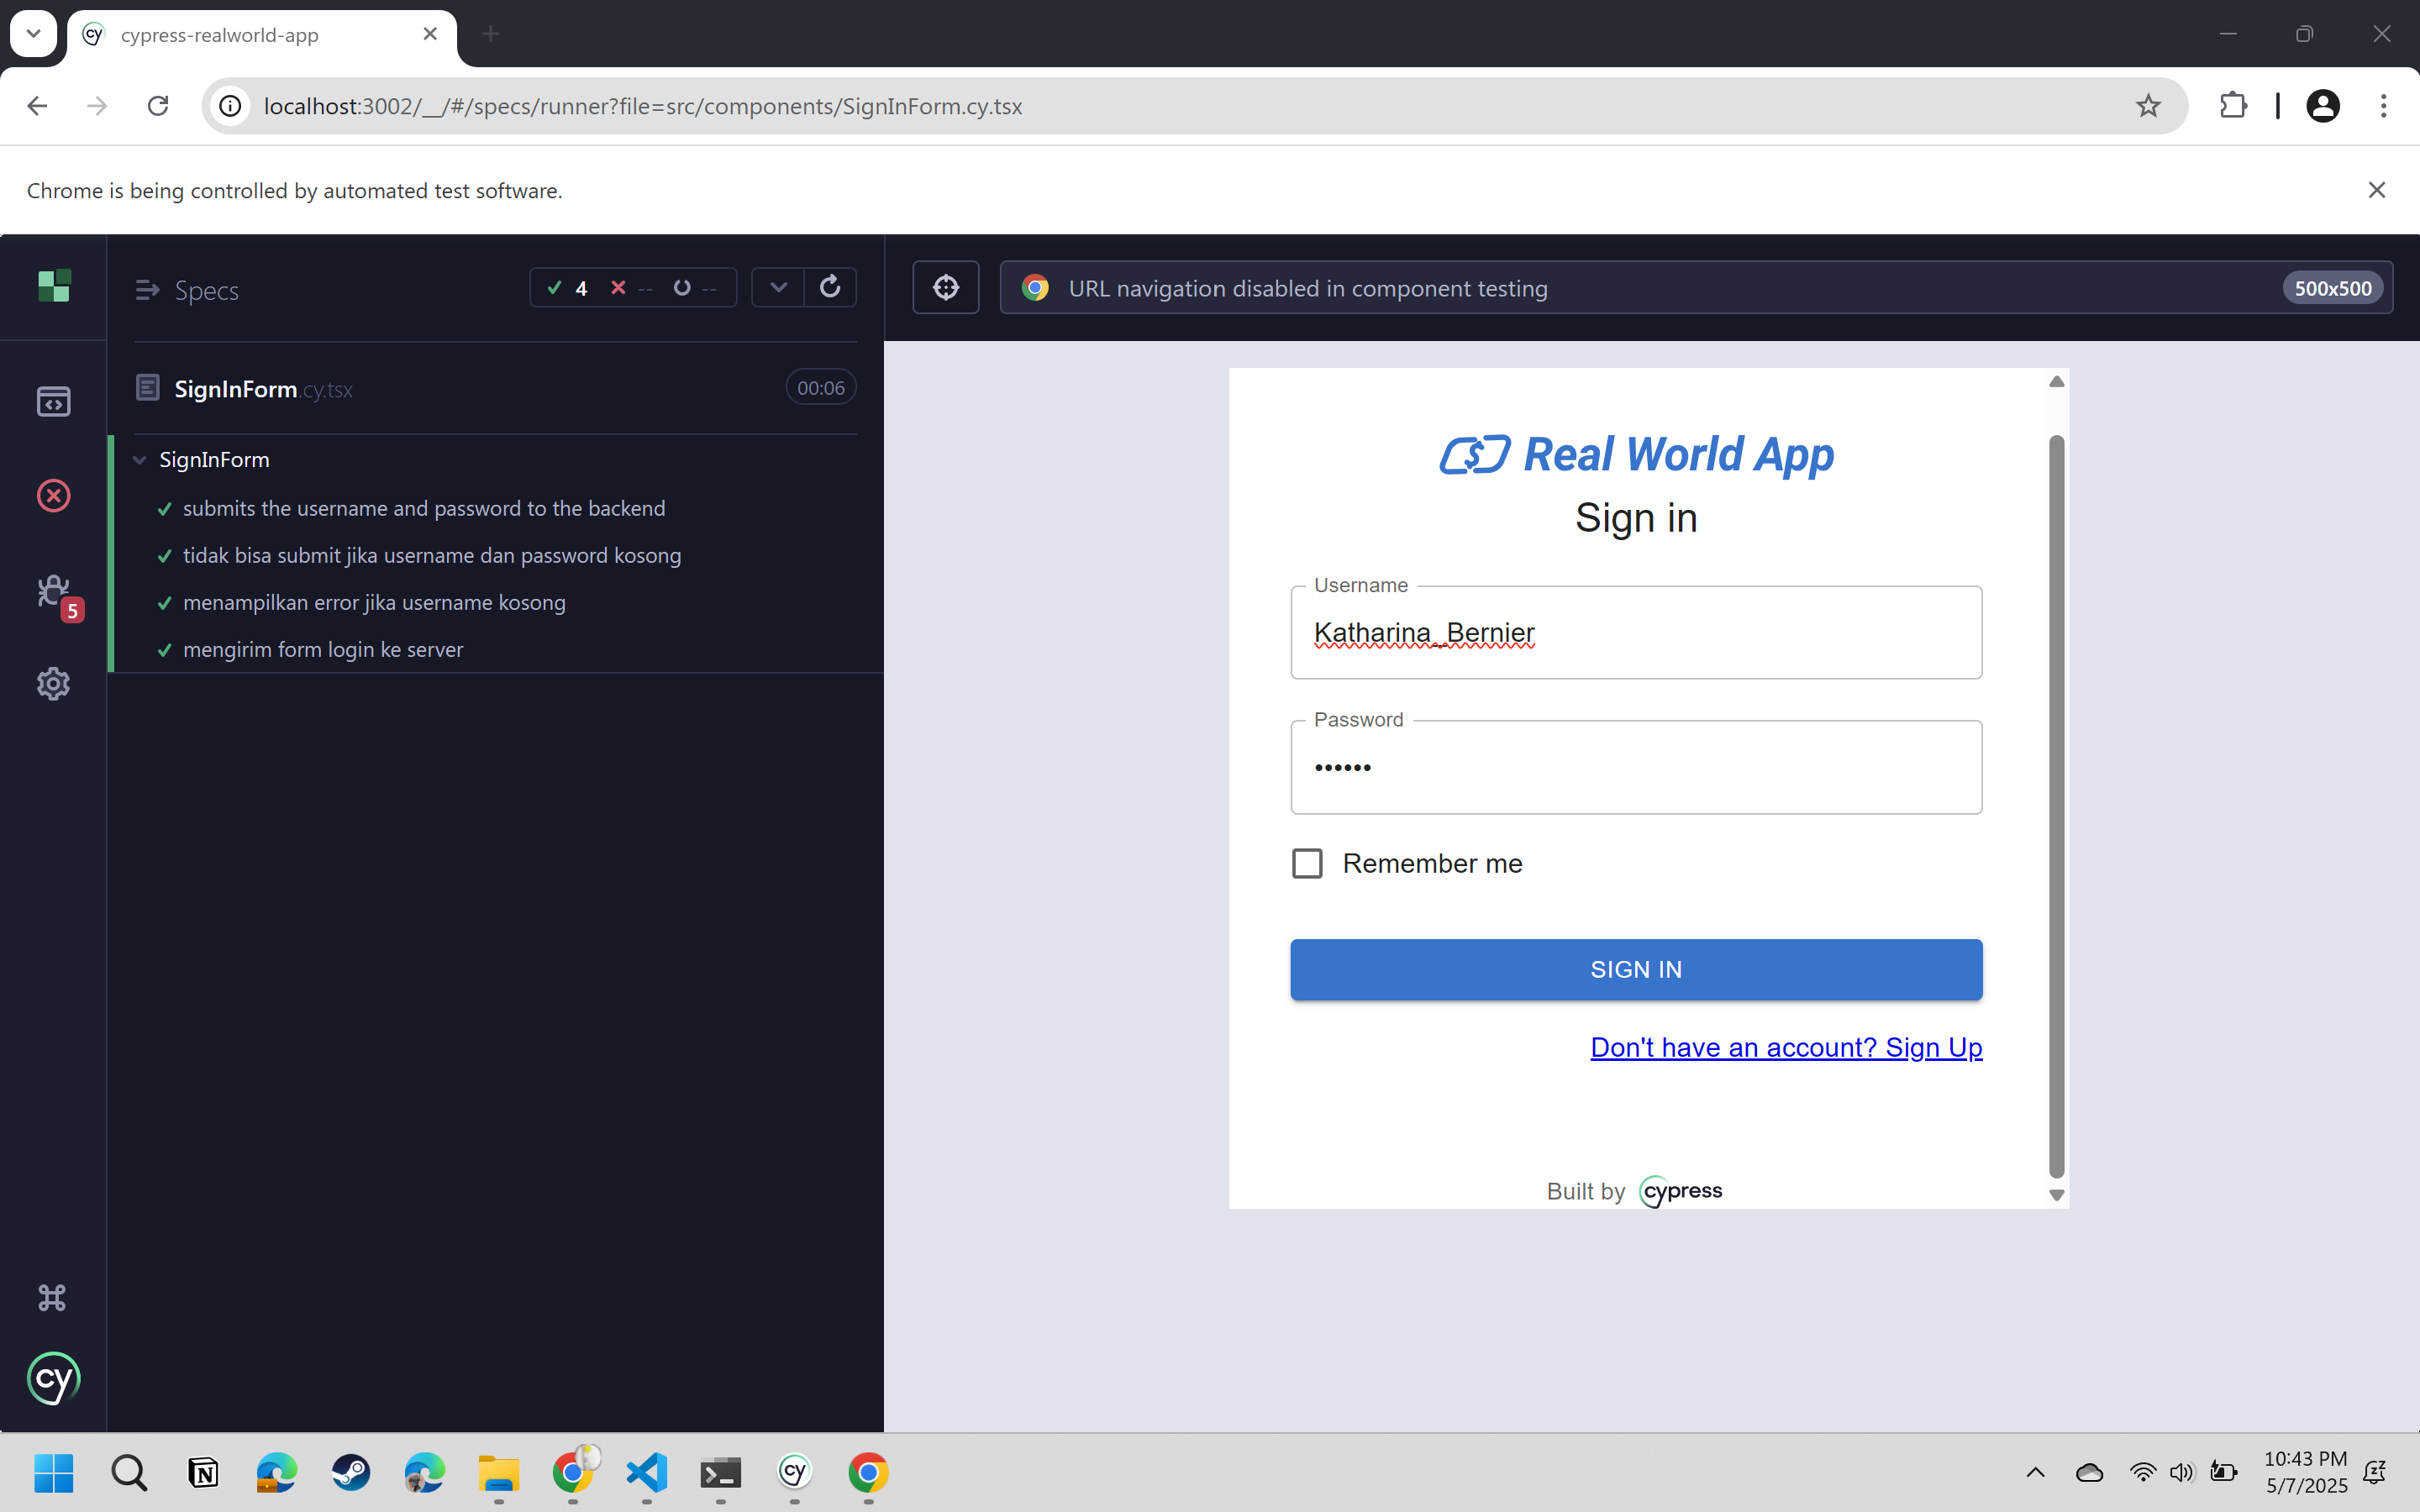 cypress-realworld-app
localhost:3002/__/#/specs/runner?file=src/components/SignInForm.cy.tsx
Chrome is being controlled by automated test software.
Specs
4 -- --
URL navigation disabled in component testing
500x500
SignInForm.cy.tsx
00:06
SignInForm
submits the username and password to the backend
tidak bisa submit jika username dan password kosong
menampilkan error jika username kosong
mengirim form login ke server
5
Real World App
Sign in
Username
Katharina_Bernier
Password
••••••
Remember me
SIGN IN
Don't have an account? Sign Up
Built by cypress
cy
10:43 PM
5/7/2025